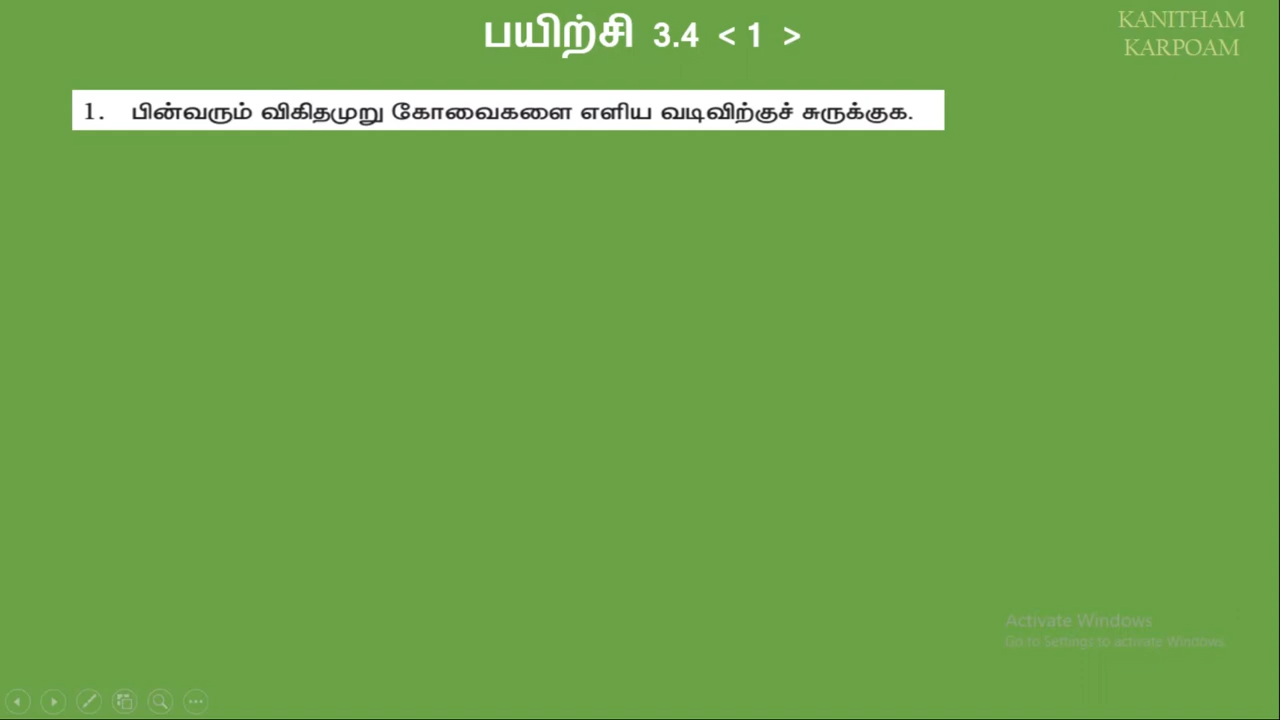 பயிற்சி 3.4 < 1 >
KANITHAM
KARPOAM
1. பின்வரும் விகிதமுறு கோவைகளை எளிய வடிவிற்குச் சுருக்குக.
Activate Windows
Go to Settings to activate Windows.